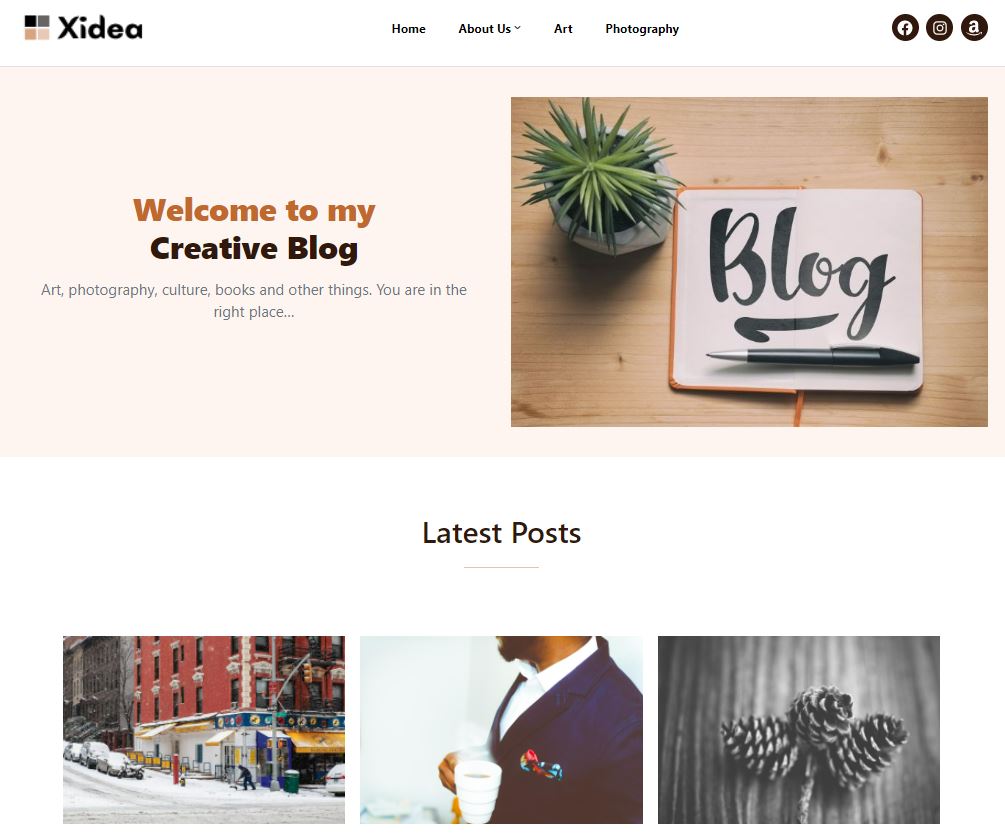 Xidea
Home About Us Art Photography
Welcome to my
Creative Blog
Art, photography, culture, books and other things. You are in the
right place...
Blog
Latest Posts